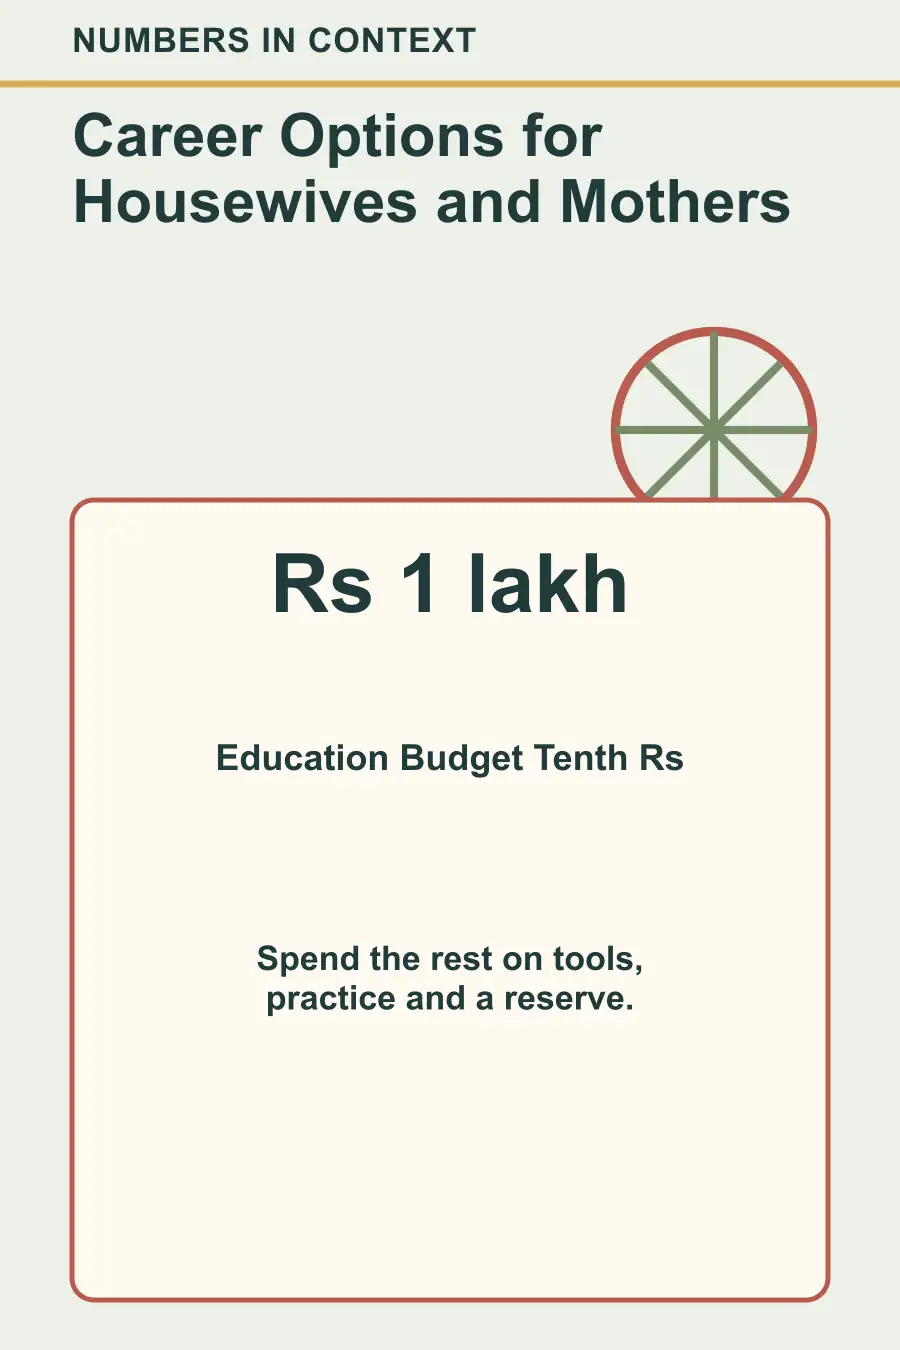 NUMBERS IN CONTEXT
Career Options for
Housewives and Mothers
Rs 1 lakh
Education Budget Tenth Rs
Spend the rest on tools,
practice and a reserve.